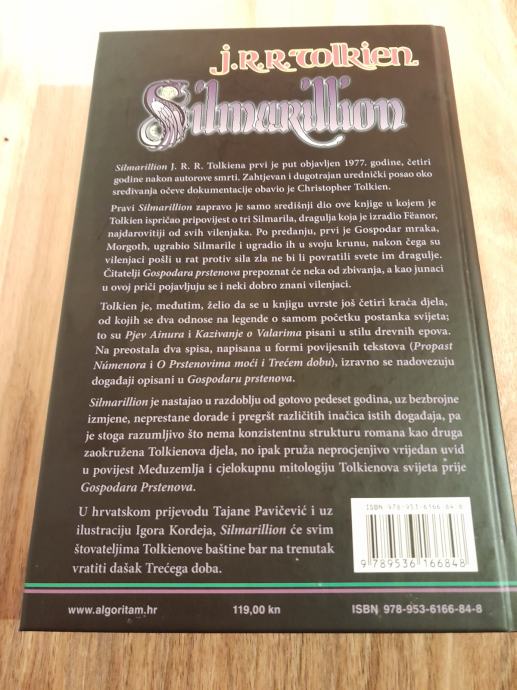 J.R.R. Tolkien
Silmarillion
Silmarillion J. R. R. Tolkiena prvi je put objavljen 1977. godine, četiri
godine nakon autorove smrti. Zahtjevan i dugotrajan urednički posao oko
sređivanja očeve dokumentacije obavio je Christopher Tolkien.
Pravi Silmarillion zapravo je samo središnji dio ove knjige u kojem je
Tolkien ispričao pripovijest o tri Silmarila, dragulja koja je izradio Fëanor,
najdarovitiji od svih vilenjaka. Po predanju, prvi je Gospodar mraka,
Morgoth, ugrabio Silmarile i ugradio ih u svoju krunu, nakon čega su
vilenjaci pošli u rat protiv sila zla ne bi li povratili svete im dragulje.
Čitatelji Gospodara prstenova prepoznat će neka od zbivanja, a kao junaci
u ovoj priči pojavljuju se i neki dobro znani vilenjaci.
Tolkien je, međutim, želio da se u knjigu uvrste još četiri kraća djela,
od kojih se dva odnose na legende o samom početku postanka svijeta;
to su Pjev Ainura i Kazivanje o Valarima pisani u stilu drevnih epova.
Na preostala dva spisa, napisana u formi povijesnih tekstova (Propast
Númenora i O Prstenovima moći i Trećem dobu), izravno se nadovezuju
događaji opisani u Gospodaru prstenova.
Silmarillion je nastajao u razdoblju od gotovo pedeset godina, uz bezbrojne
izmjene, neprestane dorade i pregršt različitih inačica istih događaja, pa
je stoga razumljivo što nema konzistentnu strukturu romana kao druga
zaokružena Tolkienova djela, no ipak pruža neprocjenjivo vrijedan uvid
u povijest Međuzemlja i cjelokupnu mitologiju Tolkienova svijeta prije
Gospodara Prstenova.
U hrvatskom prijevodu Tajane Pavičević i uz
ilustraciju Igora Kordeja, Silmarillion će svim
štovateljima Tolkienove baštine bar na trenutak
vratiti dašak Trećega doba.
ISBN 978-953-6166-84-8
9 789536 166848
www.algoritam.hr 119,00 kn ISBN 978-953-6166-84-8